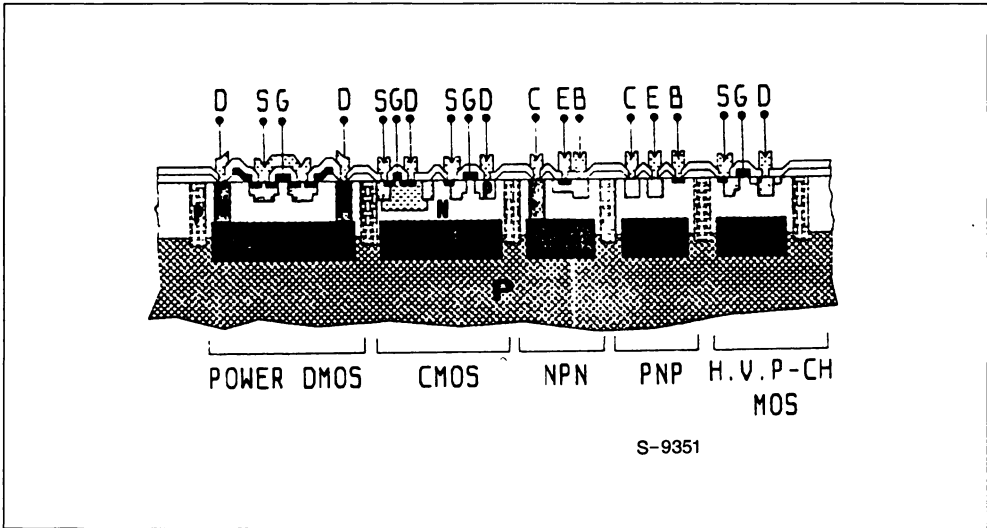 D S G D S G D S G D C E B C E B S G D
P N P
P
POWER DMOS CMOS NPN PNP H.V.P-CH
MOS
S-9351